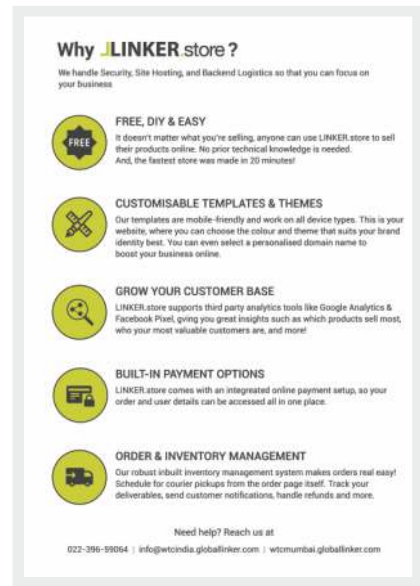 Why LINKER.store?
We handle Security, Site Hosting, and Backend Logistics so that you can focus on
your business
FREE
FREE, DIY & EASY
It doesn't matter what you're selling, anyone can use LINKER.store to sell
their products online. No prior technical knowledge is needed.
And, the fastest store was made in 20 minutes!
CUSTOMISABLE TEMPLATES & THEMES
Our templates are mobile-friendly and work on all device types. This is your
website, where you can choose the colour and theme that suits your brand
identity best. You can even select a personalised domain name to
boost your business online.
GROW YOUR CUSTOMER BASE
LINKER.store supports third party analytics tools like Google Analytics &
Facebook Pixel, gving you great insights such as which products sell most,
who your most valuable customers are, and more!
BUILT-IN PAYMENT OPTIONS
LINKER.store comes with an integreated online payment setup, so your
order and user details can be accessed all in one place.
ORDER & INVENTORY MANAGEMENT
Our robust inbuilt inventory management system makes orders real easy!
Schedule for courier pickups from the order page itself. Track your
deliverables, send customer notifications, handle refunds and more.
Need help? Reach us at
022-396-59064 | info@wtcindia.globallinker.com | wtcmumbai.globallinker.com